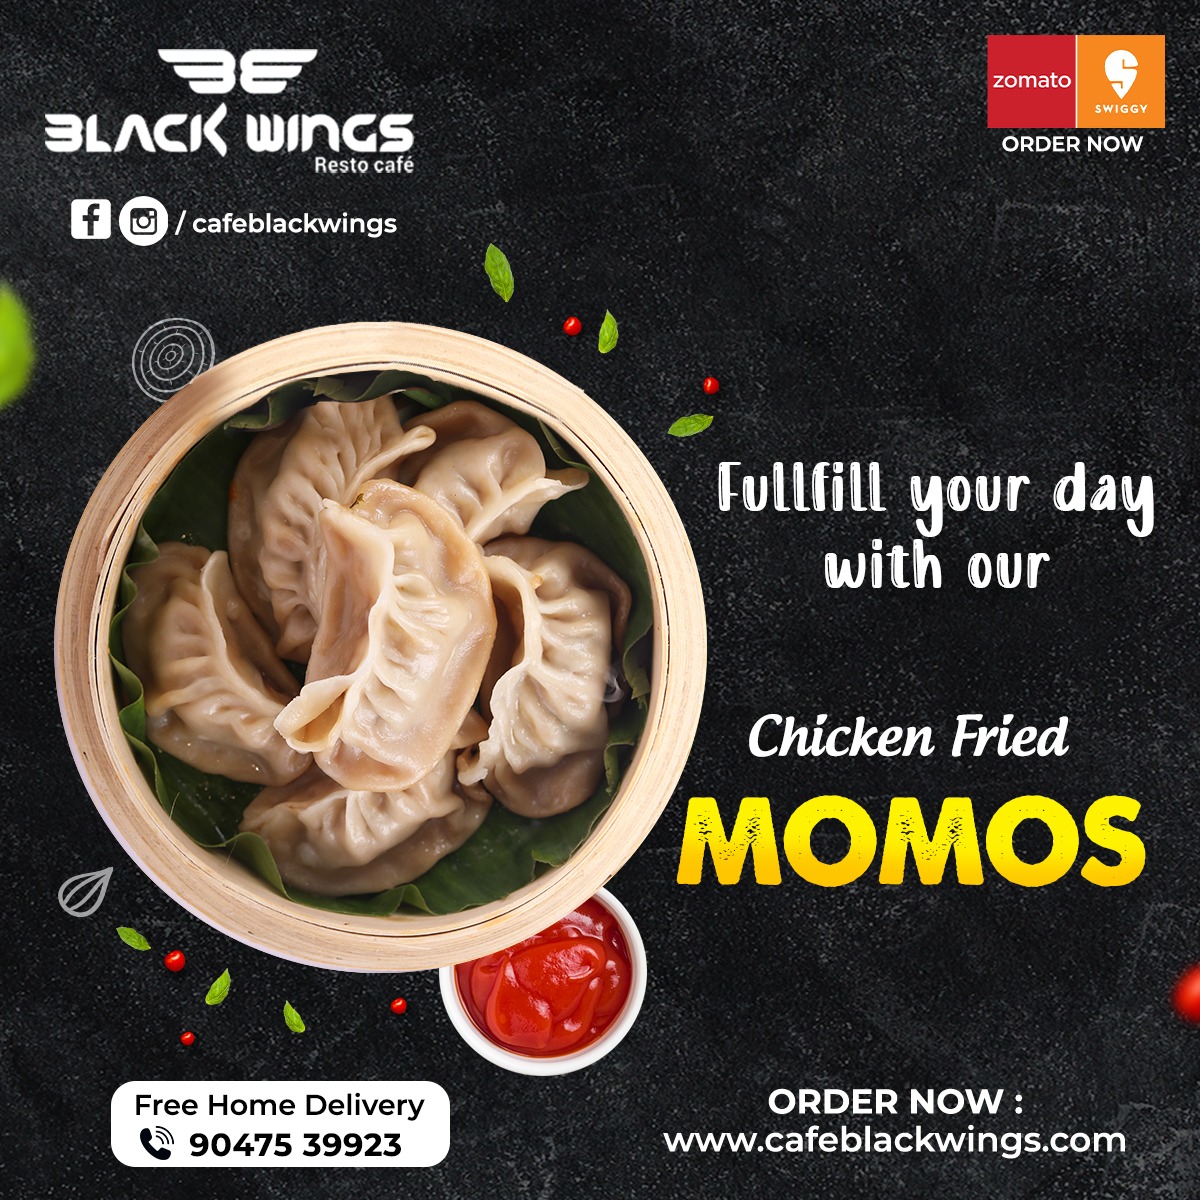 BLACK WINGS
Resto café
/ cafeblackwings
zomato
SWIGGY
ORDER NOW
Fullfill your day
with our
Chicken Fried
MOMOS
Free Home Delivery
90475 39923
ORDER NOW :
www.cafeblackwings.com